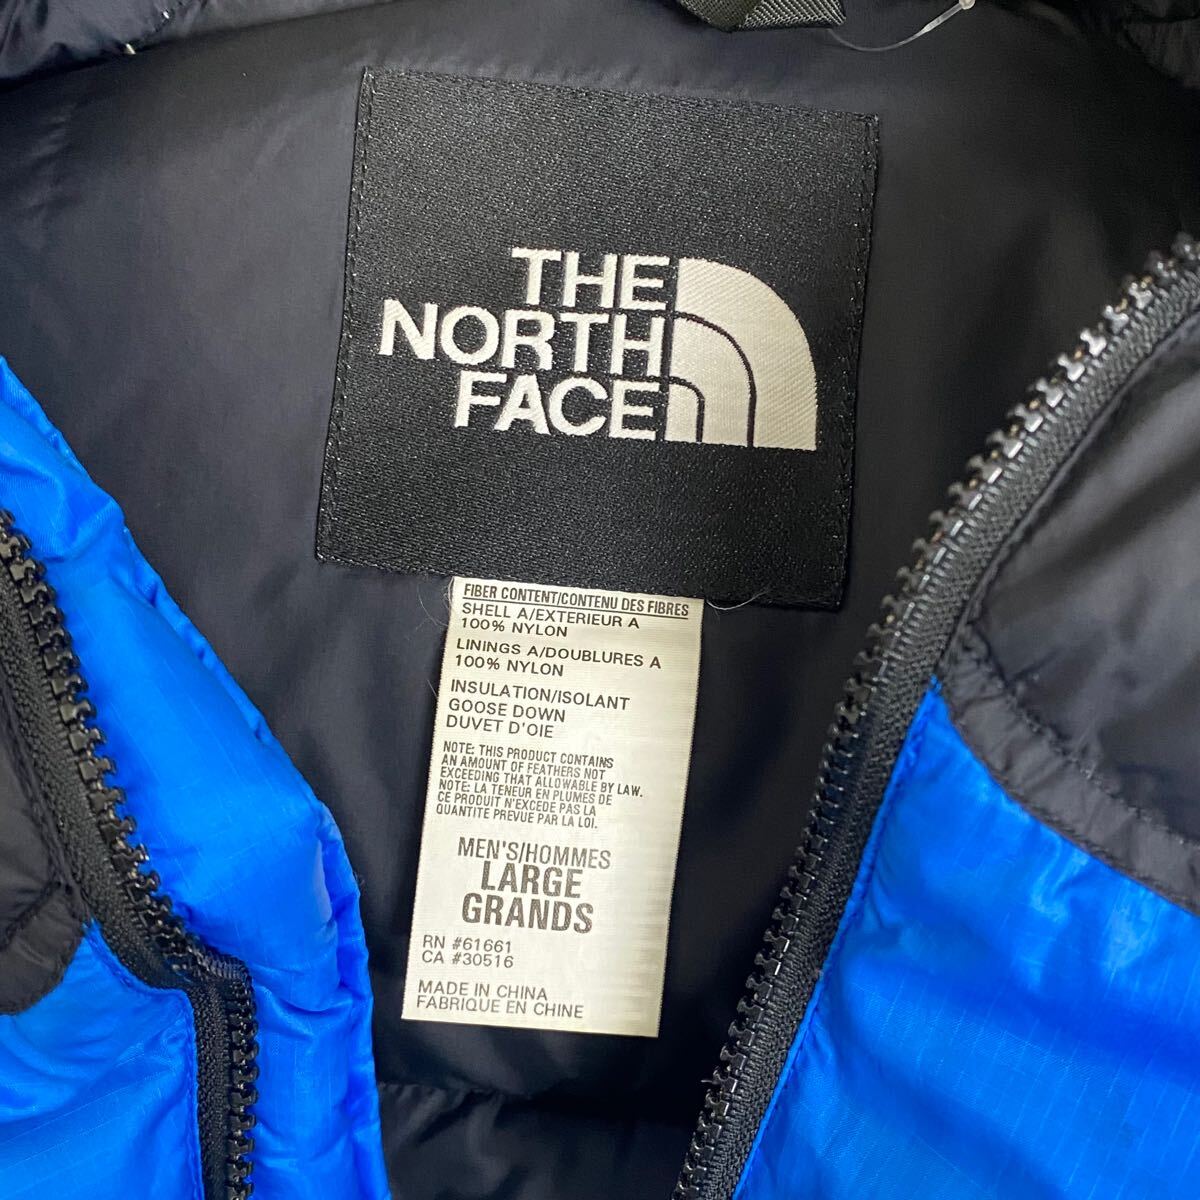 THE
NORTH
FACE
FIBER CONTENT/CONTENU DES FIBRES
SHELL A/EXTERIEUR A
100% NYLON
LININGS A/DOUBLURES A
100% NYLON
INSULATION/ISOLANT
GOOSE DOWN
DUVET D'OIE
NOTE: THIS PRODUCT CONTAINS
AN AMOUNT OF FEATHERS NOT
EXCEEDING THAT ALLOWABLE BY LAW.
NOTE: LA TENEUR EN PLUMES DE
CE PRODUIT N'EXCEDE PAS LA
QUANTITE PREVUE PAR LA LOI.
MEN'S/HOMMES
LARGE
GRANDS
RN #61661
CA #30516
MADE IN CHINA
FABRIQUE EN CHINE